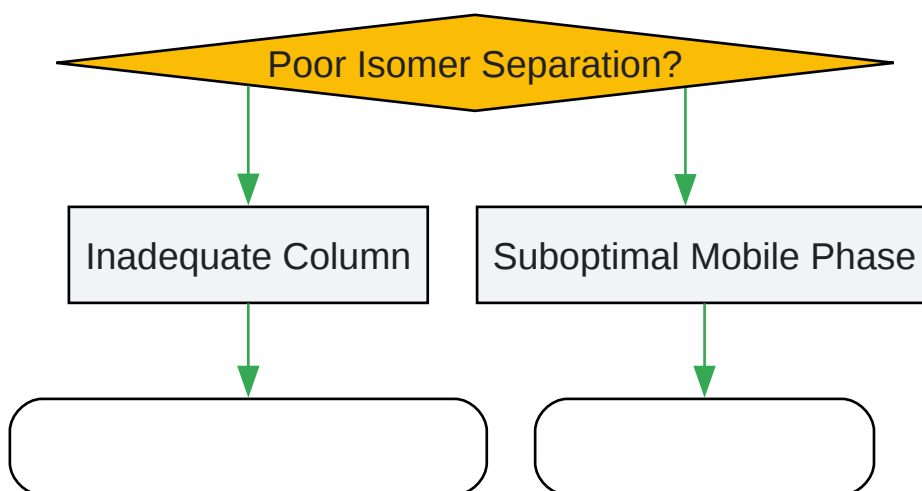 Poor Isomer Separation?
Inadequate Column
Suboptimal Mobile Phase